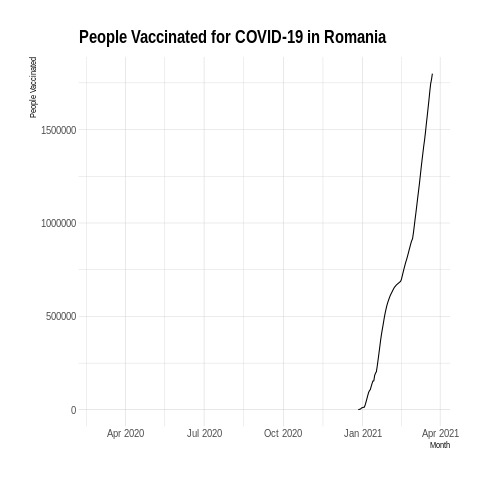 People Vaccinated for COVID-19 in Romania
People Vaccinated
1500000
1000000
500000
0
Apr 2020 Jul 2020 Oct 2020 Jan 2021 Apr 2021
Month